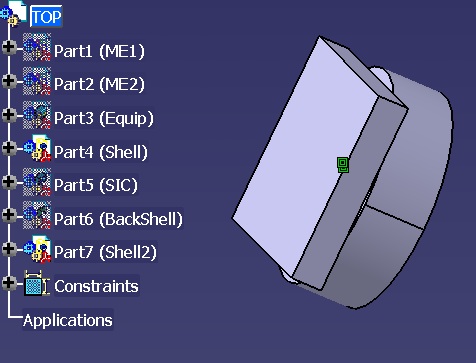 TOP
Part1 (ME1)
Part2 (ME2)
Part3 (Equip)
Part4 (Shell)
Part5 (SIC)
Part6 (BackShell)
Part7 (Shell2)
Constraints
Applications